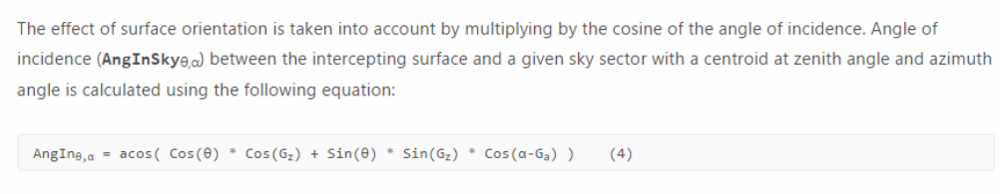 The effect of surface orientation is taken into account by multiplying by the cosine of the angle of incidence. Angle of
incidence (AngInSkyθ,α) between the intercepting surface and a given sky sector with a centroid at zenith angle and azimuth
angle is calculated using the following equation:
AngInθ,α = acos( Cos(θ) * Cos(Gz) + Sin(θ) * Sin(Gz) * Cos(α-Ga) ) (4)